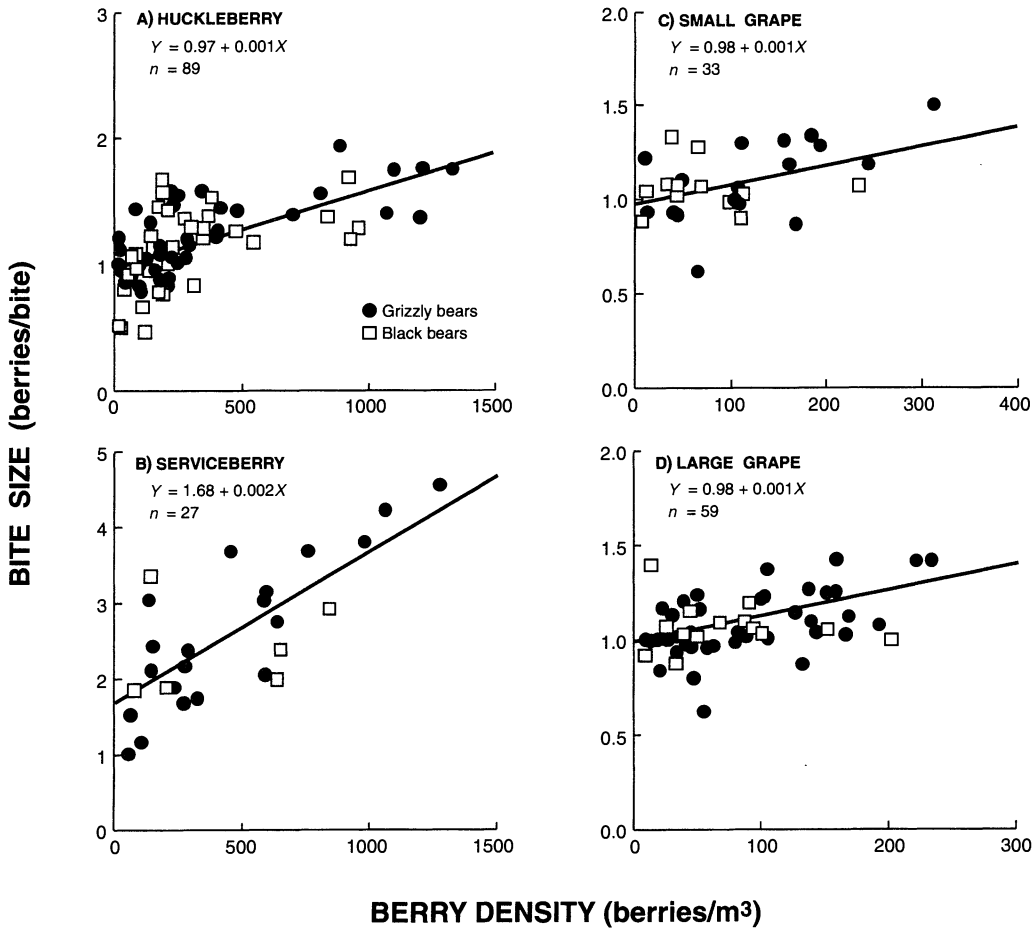 BITE SIZE (berries/bite)
A) HUCKLEBERRY
Y = 0.97 + 0.001X
n = 89
3
2
1
0
0 500 1000 1500
Grizzly bears
Black bears
C) SMALL GRAPE
Y = 0.98 + 0.001X
n = 33
2.0
1.5
1.0
0.5
0.0
0 100 200 300 400
B) SERVICEBERRY
Y = 1.68 + 0.002X
n = 27
5
4
3
2
1
0
0 500 1000 1500
D) LARGE GRAPE
Y = 0.98 + 0.001X
n = 59
2.0
1.5
1.0
0.5
0.0
0 100 200 300
BERRY DENSITY (berries/m³)